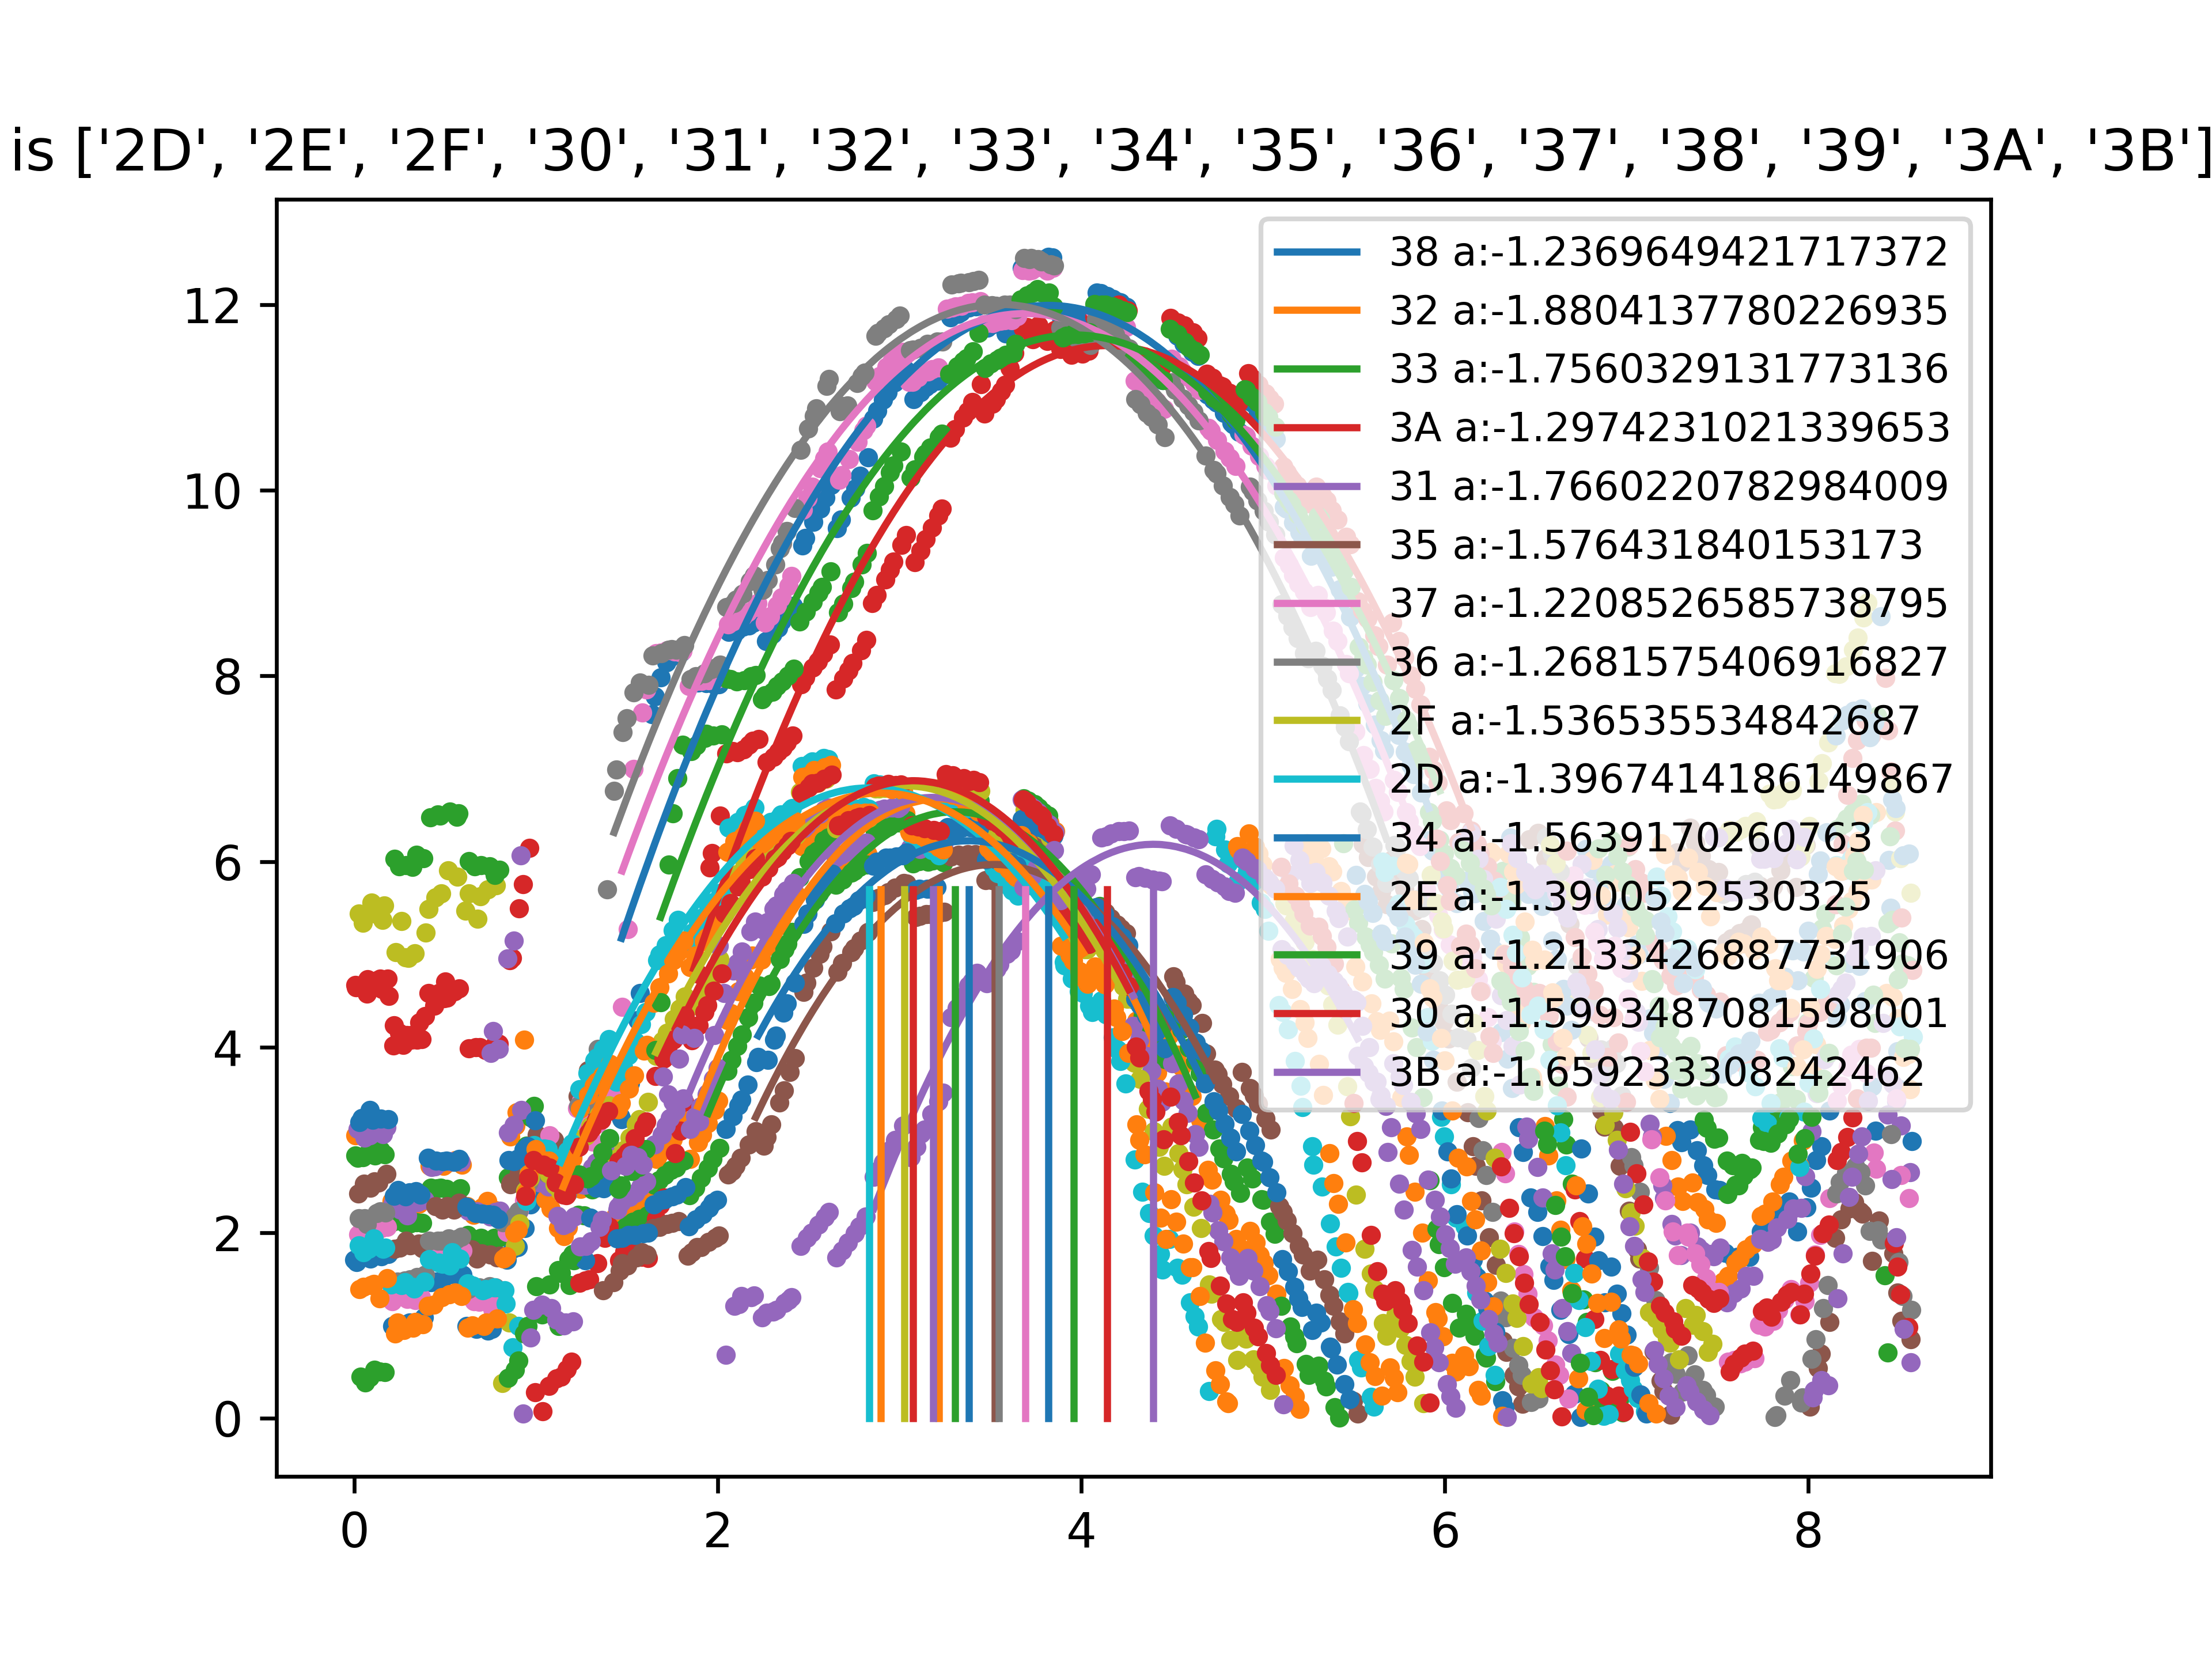 is ['2D', '2E', '2F', '30', '31', '32', '33', '34', '35', '36', '37', '38', '39', '3A', '3B']
38 a:-1.2369649421717372
32 a:-1.8804137780226935
33 a:-1.7560329131773136
3A a:-1.2974231021339653
31 a:-1.7660220782984009
35 a:-1.576431840153173
37 a:-1.2208526585738795
36 a:-1.2681575406916827
2F a:-1.536535534842687
2D a:-1.3967414186149867
34 a:-1.5639170260763
2E a:-1.3900522530325
39 a:-1.2133426887731906
30 a:-1.5993487081598001
3B a:-1.659233308242462
12
10
8
6
4
2
0
0 2 4 6 8